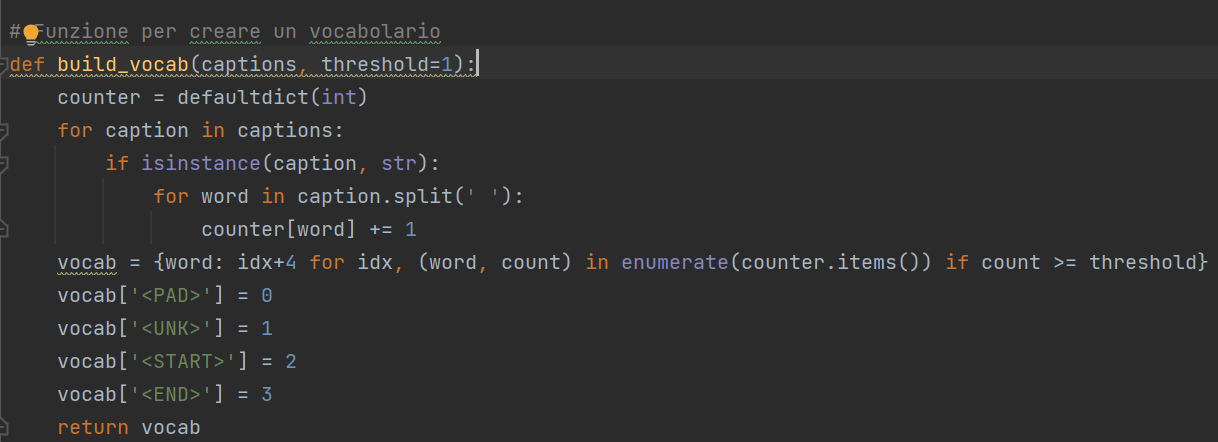 # Funzione per creare un vocabolario
def build_vocab(captions, threshold=1):
    counter = defaultdict(int)
    for caption in captions:
        if isinstance(caption, str):
            for word in caption.split(' '):
                counter[word] += 1
    vocab = {word: idx+4 for idx, (word, count) in enumerate(counter.items()) if count >= threshold}
    vocab['<PAD>'] = 0
    vocab['<UNK>'] = 1
    vocab['<START>'] = 2
    vocab['<END>'] = 3
    return vocab